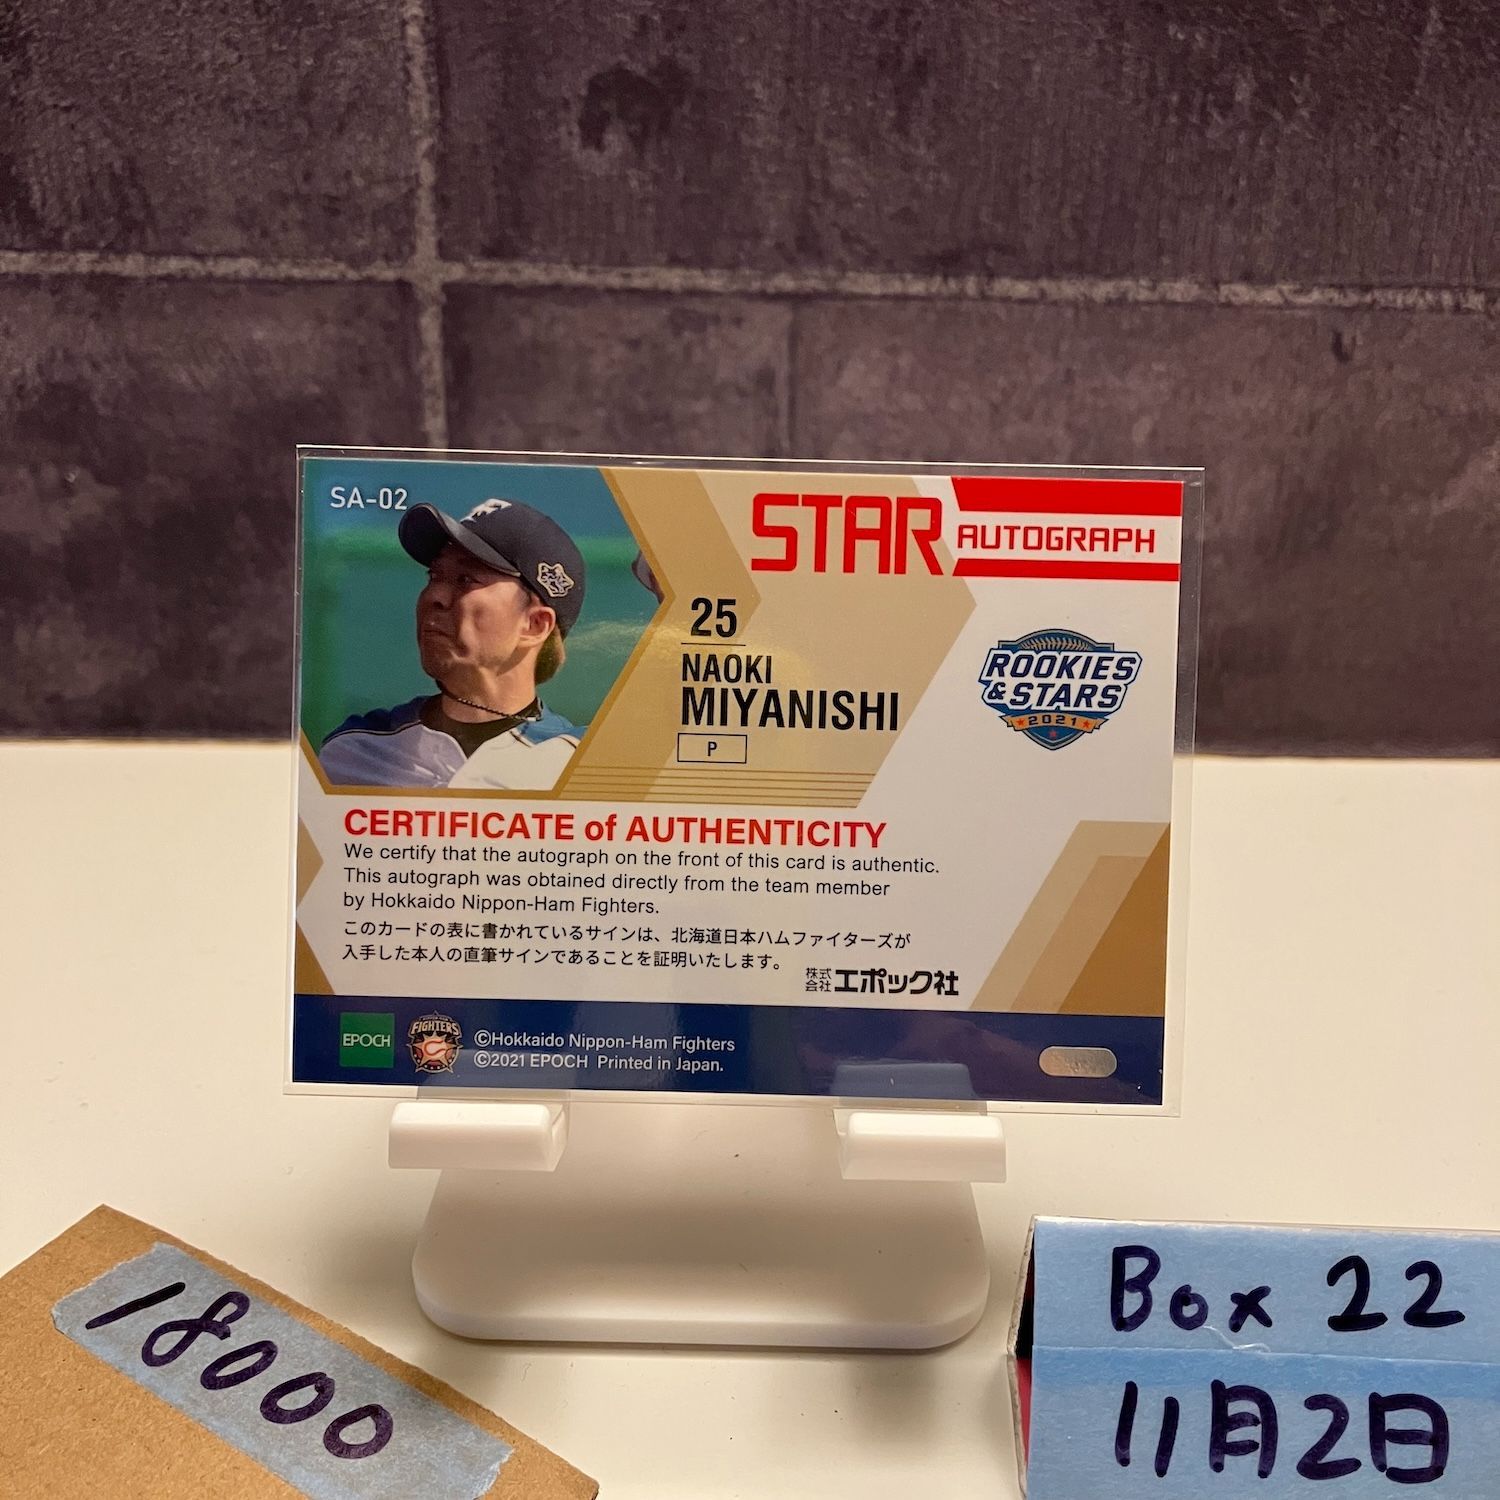 SA-02
STAR AUTOGRAPH
25
NAOKI
MIYANISHI
P
ROOKIES
& STARS
2021
CERTIFICATE of AUTHENTICITY
We certify that the autograph on the front of this card is authentic.
This autograph was obtained directly from the team member
by Hokkaido Nippon-Ham Fighters.
このカードの表に書かれているサインは、北海道日本ハムファイターズが
入手した本人の直筆サインであることを証明いたします。
株式会社エポック社
EPOCH
FIGHTERS
©Hokkaido Nippon-Ham Fighters
©2021 EPOCH Printed in Japan.
18000
Box 22
11月2日